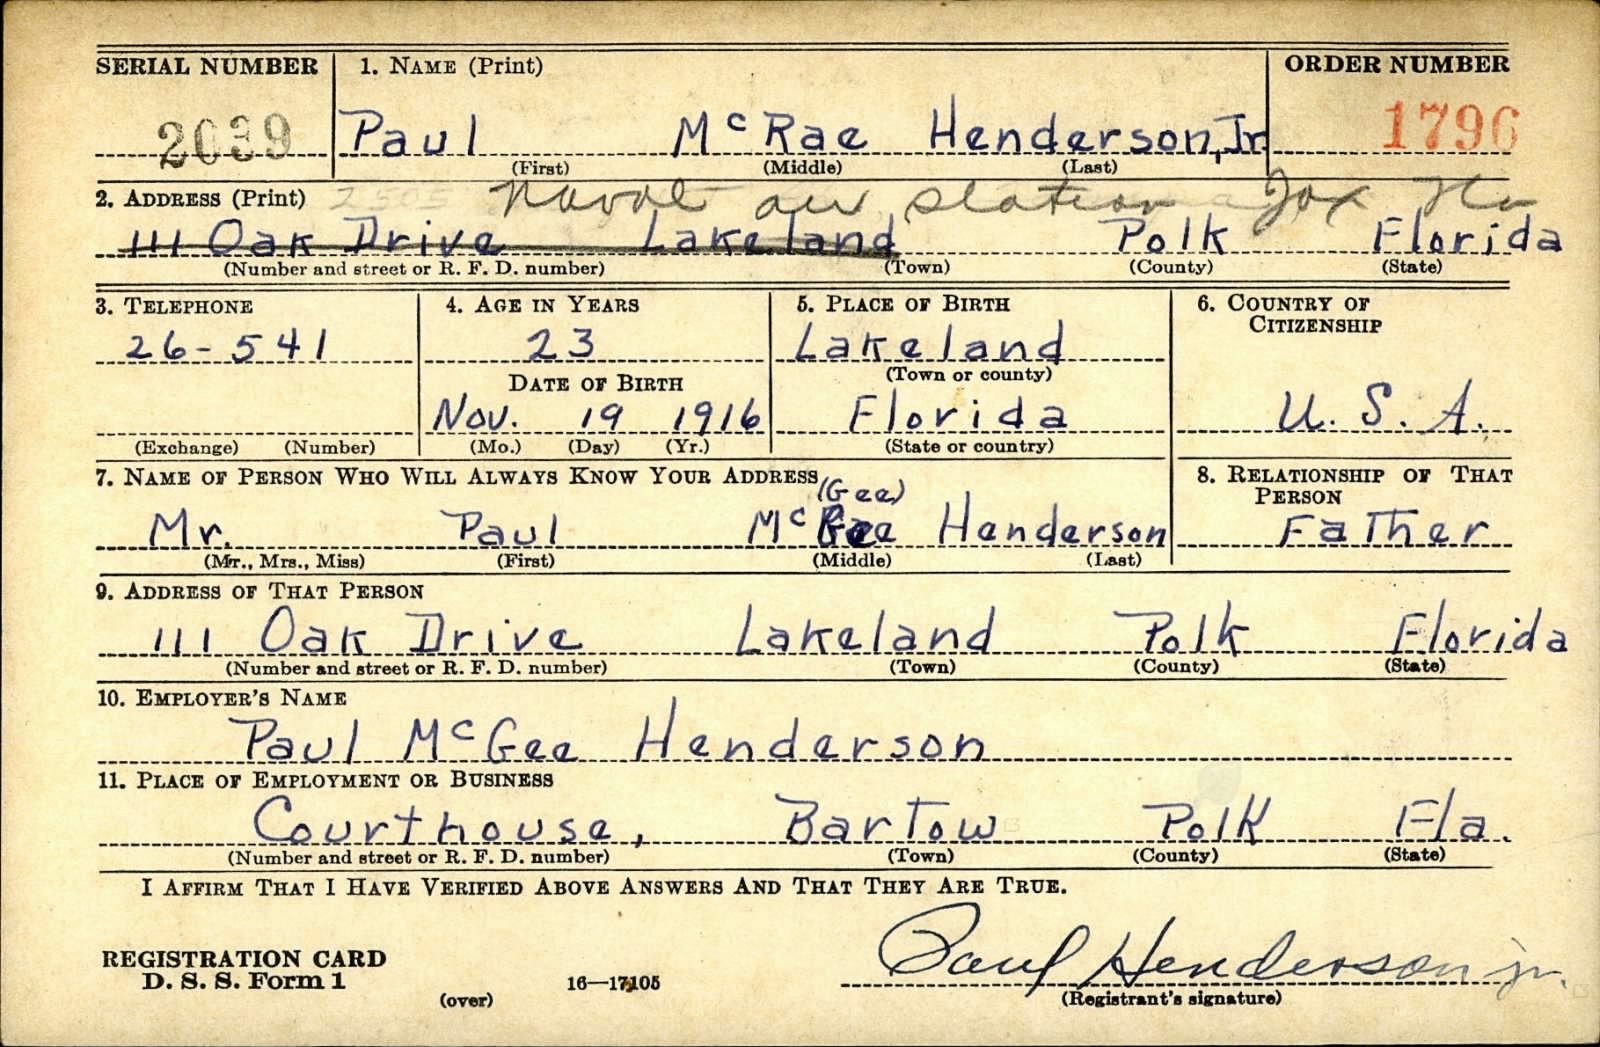 SERIAL NUMBER 1. NAME (Print) ORDER NUMBER
2039 Paul McRae Henderson, Jr. 1796
(First) (Middle) (Last)
2. ADDRESS (Print) Naval air station Jax Fla
111 Oak Drive Lakeland Polk Florida
(Number and street or R. F. D. number) (Town) (County) (State)
3. TELEPHONE 4. AGE IN YEARS 5. PLACE OF BIRTH 6. COUNTRY OF
CITIZENSHIP
26-541 23 Lakeland
(Town or county)
DATE OF BIRTH
Nov. 19 1916 Florida U. S. A.
(Exchange) (Number) (Mo.) (Day) (Yr.) (State or country)
7. NAME OF PERSON WHO WILL ALWAYS KNOW YOUR ADDRESS 8. RELATIONSHIP OF THAT
PERSON
(Gee)
Mr. Paul McGee Henderson Father
(Mr., Mrs., Miss) (First) (Middle) (Last)
9. ADDRESS OF THAT PERSON
111 Oak Drive Lakeland Polk Florida
(Number and street or R. F. D. number) (Town) (County) (State)
10. EMPLOYER'S NAME
Paul McGee Henderson
11. PLACE OF EMPLOYMENT OR BUSINESS
Courthouse, Bartow Polk Fla.
(Number and street or R. F. D. number) (Town) (County) (State)
I AFFIRM THAT I HAVE VERIFIED ABOVE ANSWERS AND THAT THEY ARE TRUE.
Paul Henderson jr.
REGISTRATION CARD
D. S. S. Form 1
(over) 16—17105 (Registrant's signature)